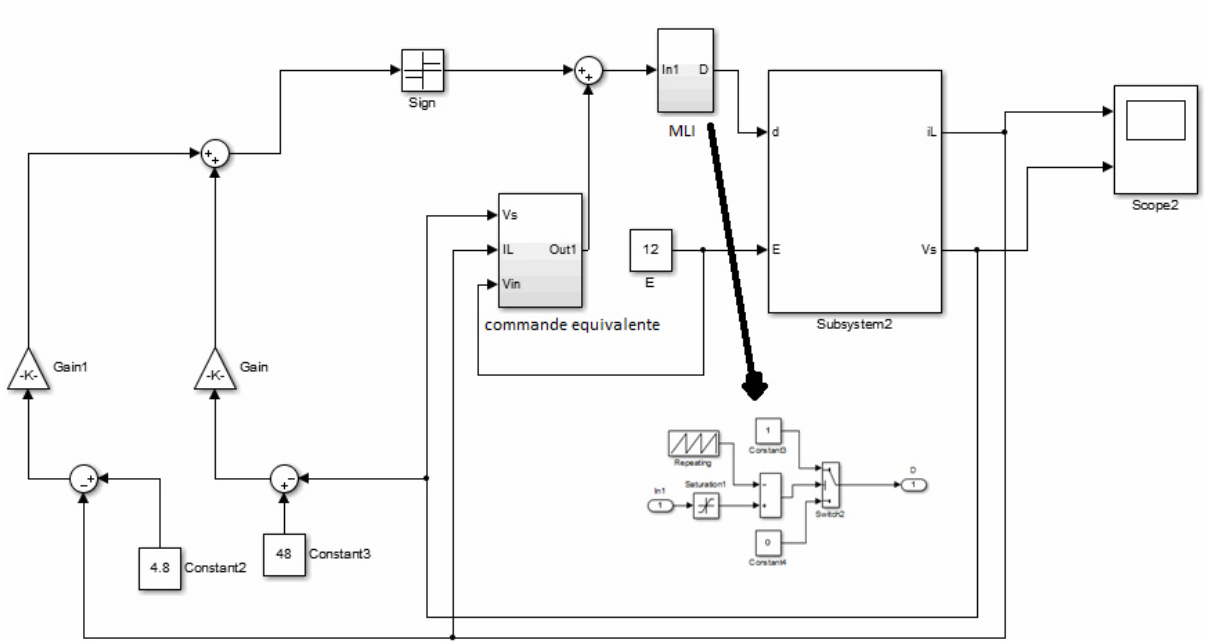 Sign
In1
D
MLI
d
E
iL
Vs
Subsystem2
Scope2
Vs
IL
Vin
Out1
commande equivalente
12
E
-K-
Gain1
-K-
Gain
4.8
Constant2
48
Constant3
Repeating
1
Constant3
In1
1
Saturation1
Switch2
D
1
0
Constant4